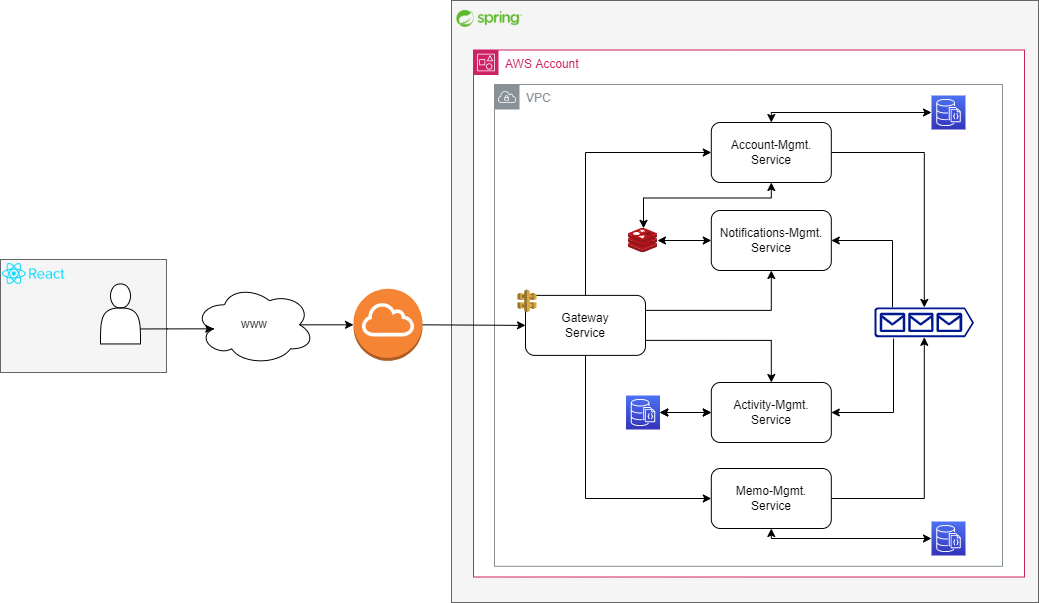 spring
AWS Account
VPC
Account-Mgmt.
Service
Notifications-Mgmt.
Service
React
www
Gateway
Service
Activity-Mgmt.
Service
Memo-Mgmt.
Service